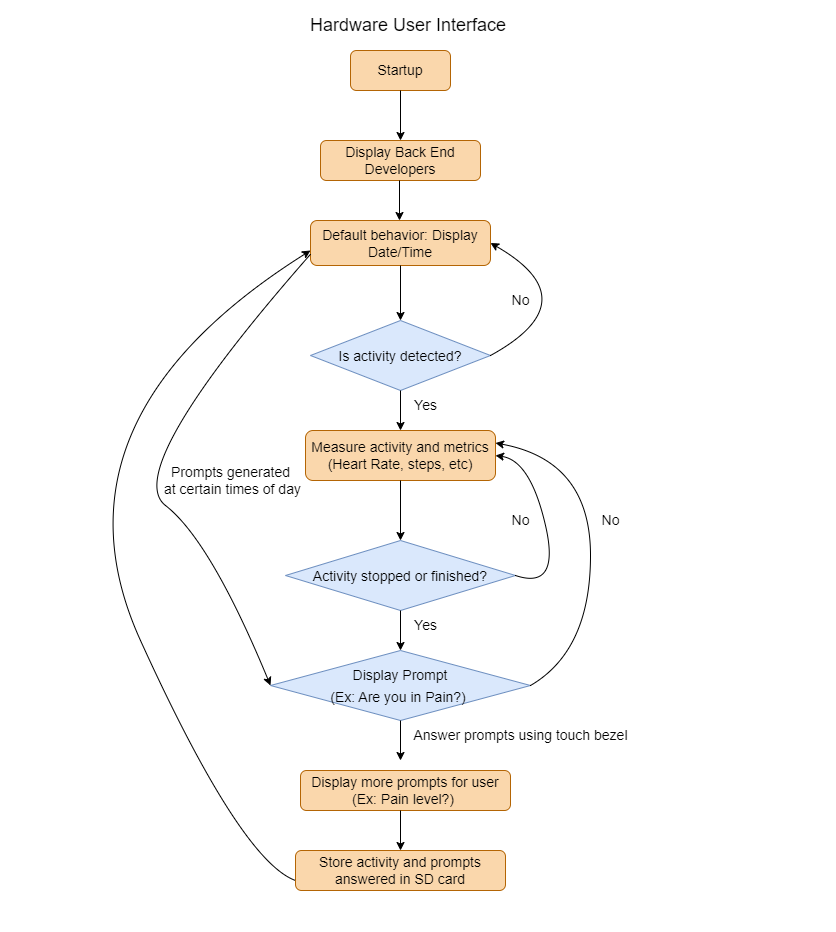 Hardware User Interface
Startup
Display Back End
Developers
Default behavior: Display
Date/Time
No
Is activity detected?
Yes
Measure activity and metrics
(Heart Rate, steps, etc)
Prompts generated
at certain times of day
No
No
Activity stopped or finished?
Yes
Display Prompt
(Ex: Are you in Pain?)
Answer prompts using touch bezel
Display more prompts for user
(Ex: Pain level?)
Store activity and prompts
answered in SD card